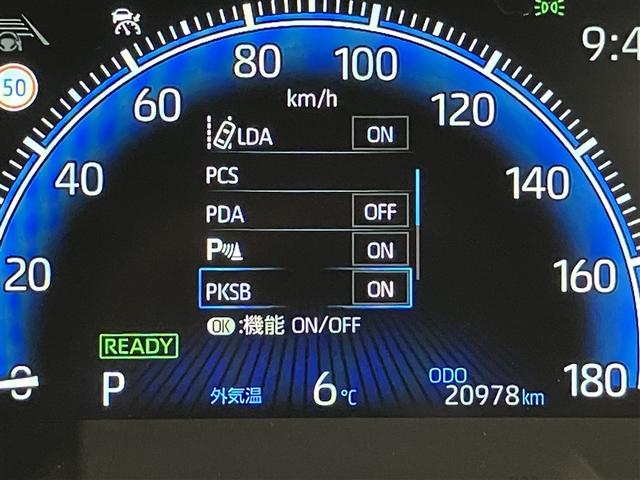 9:4
50
80
100
km/h
60
120
LDA ON
PCS
40
140
PDA OFF
P ON
20
160
PKSB ON
OK :機能 ON/OFF
READY
0
P
外気温 6℃
ODO
20978km
180